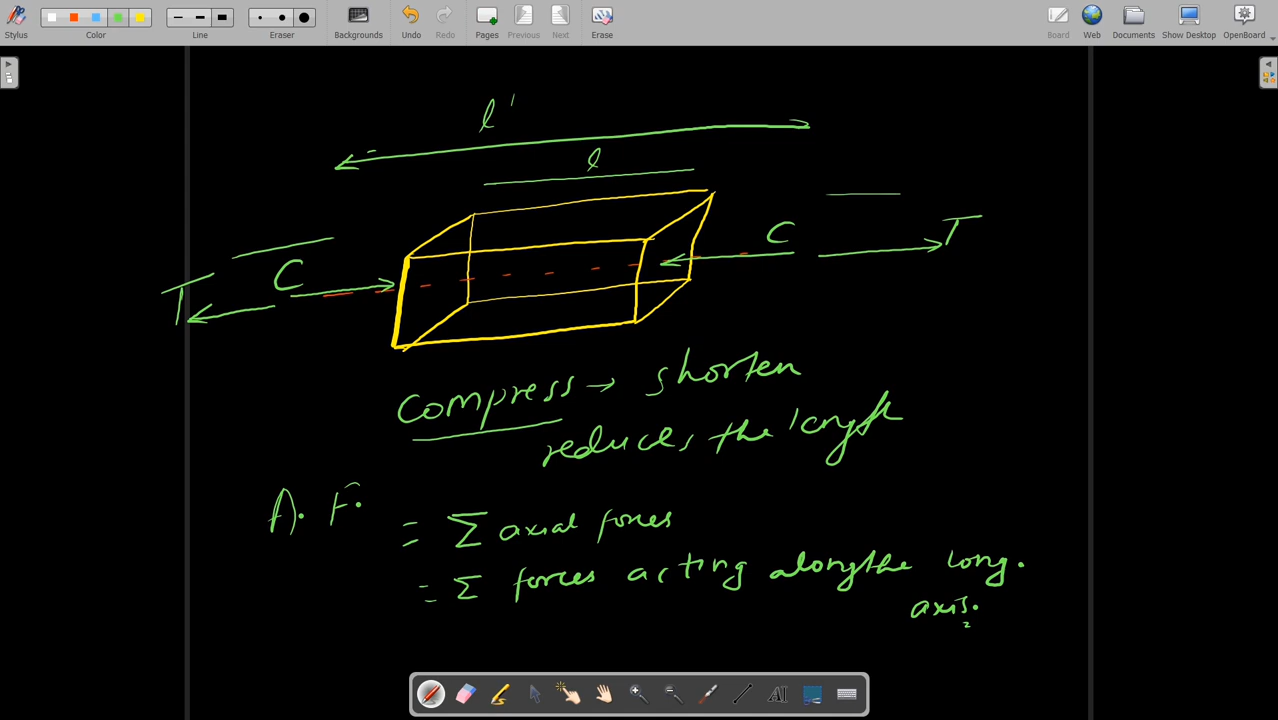 Stylus
Color
Line
Eraser
Backgrounds
Undo
Redo
Pages
Previous
Next
Erase
Board
Web
Documents
Show Desktop
OpenBoard
l'
l
T
C
C
T
compress → shorten
reduces the length
A. F. = Σ axial forces
= Σ forces acting along the long.
axis.
AI